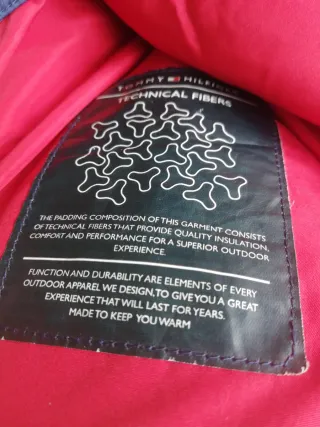 TOMMY HILFIGER
TECHNICAL FIBERS
THE PADDING COMPOSITION OF THIS GARMENT CONSISTS
OF TECHNICAL FIBERS THAT PROVIDE QUALITY INSULATION,
COMFORT AND PERFORMANCE FOR A SUPERIOR OUTDOOR
EXPERIENCE.
FUNCTION AND DURABILITY ARE ELEMENTS OF EVERY
OUTDOOR APPAREL WE DESIGN, TO GIVE YOU A GREAT
EXPERIENCE THAT WILL LAST FOR YEARS.
MADE TO KEEP YOU WARM